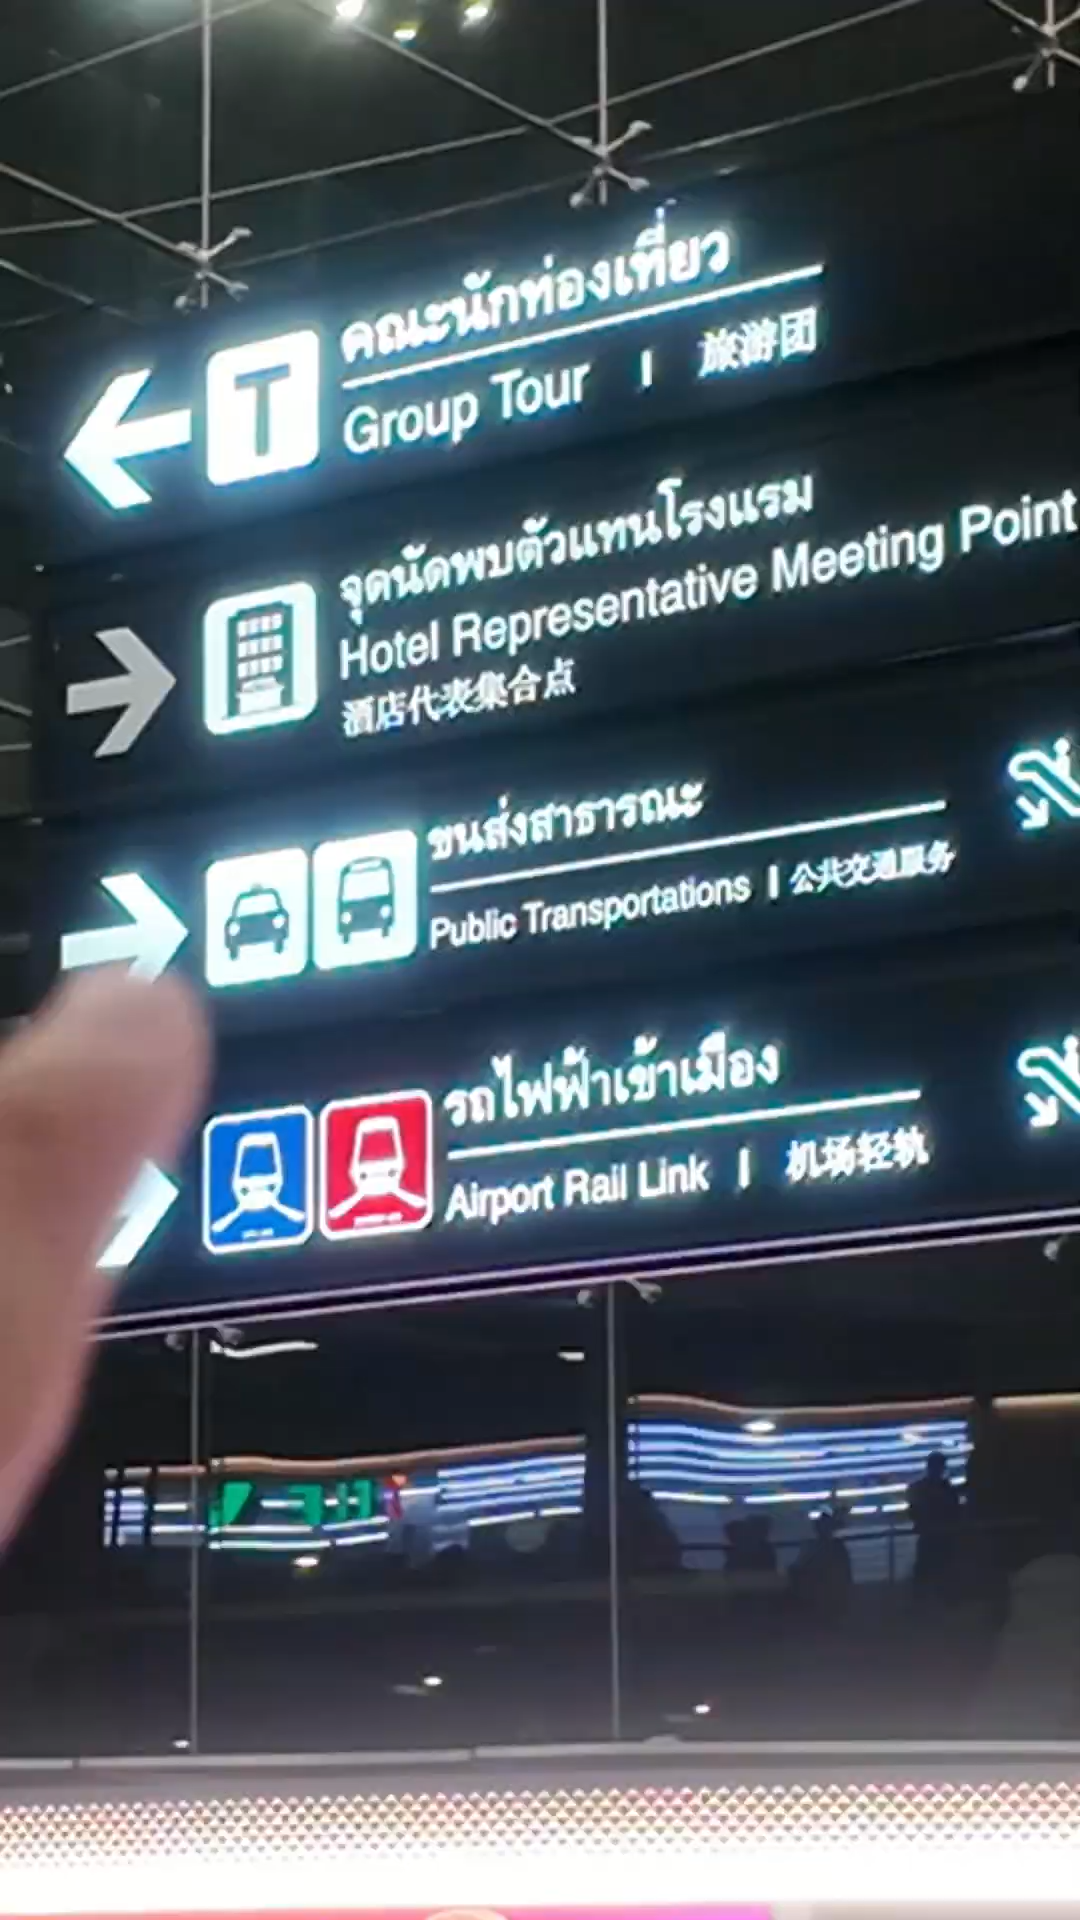 คณะนักท่องเที่ยว
T
Group Tour | 旅游团
จุดนัดพบตัวแทนโรงแรม
Hotel Representative Meeting Point
酒店代表集合点
ขนส่งสาธารณะ
Public Transportations | 公共交通服务
รถไฟฟ้าเข้าเมือง
Airport Rail Link | 机场轻轨